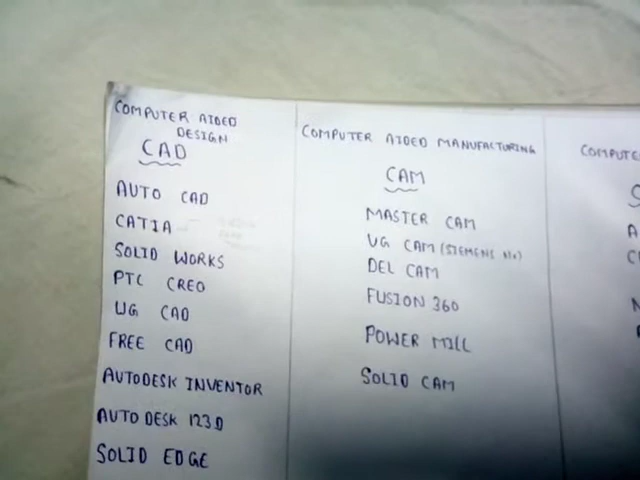 COMPUTER AIDED
DESIGN
CAD
AUTO CAD
CATIA
SOLID WORKS
PTC CREO
UG CAD
FREE CAD
AUTODESK INVENTOR
AUTO DESK 123D
SOLID EDGE
COMPUTER AIDED MANUFACTURING
CAM
MASTER CAM
UG CAM (SIEMENS NX)
DEL CAM
FUSION 360
POWER MILL
SOLID CAM